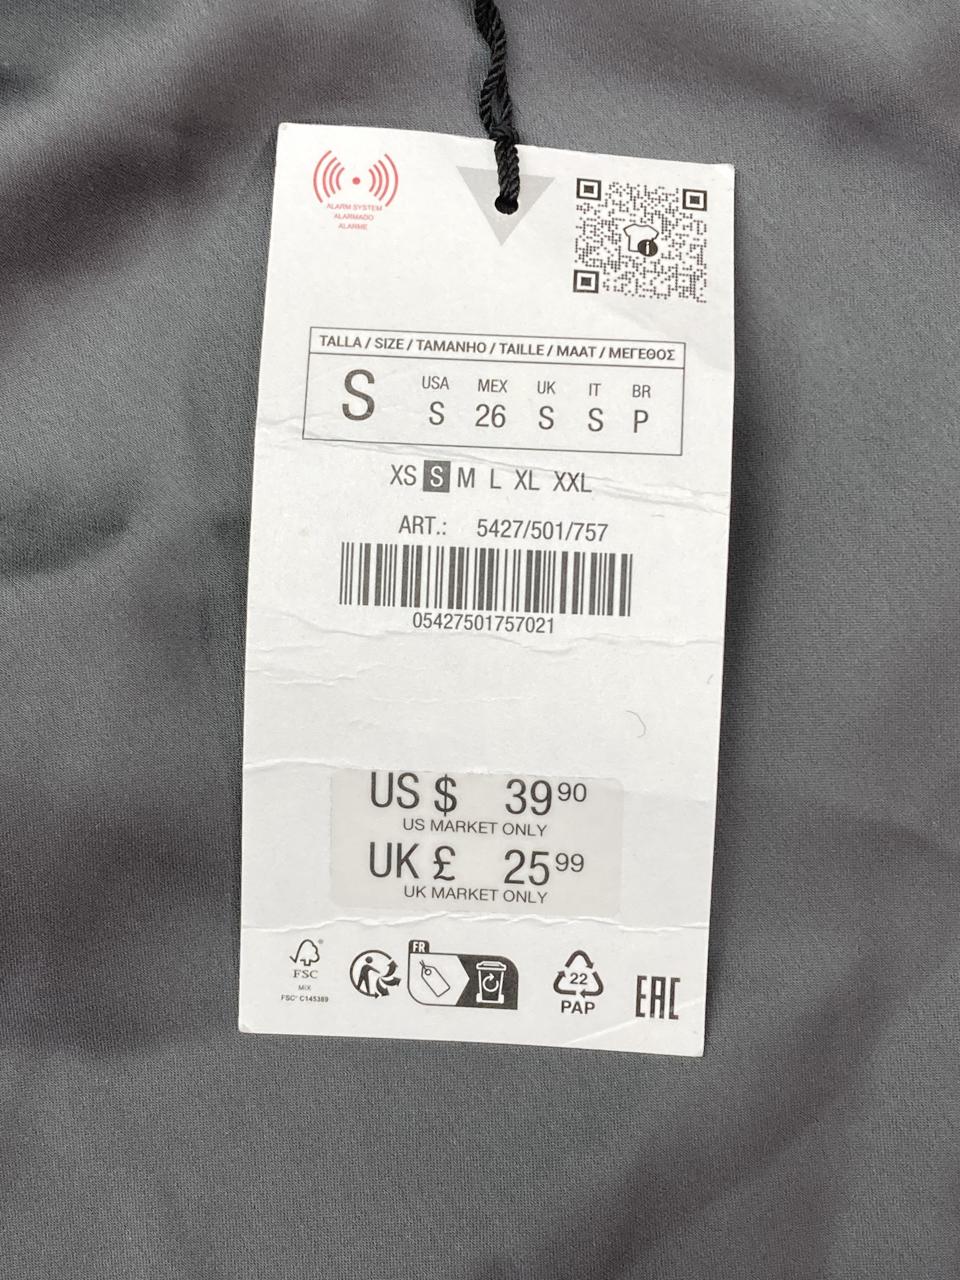 ALARM SYSTEM
ALARMADO
ALARME
TALLA / SIZE / TAMANHO / TAILLE / MAAT / ΜΕΓΕΘΟΣ
S
USA MEX UK IT BR
S 26 S S P
XS S M L XL XXL
ART.: 5427/501/757
05427501757021
US $ 39 90
US MARKET ONLY
UK £ 25 99
UK MARKET ONLY
FSC
MIX
FSC® C145389
FR
22
PAP
EAC